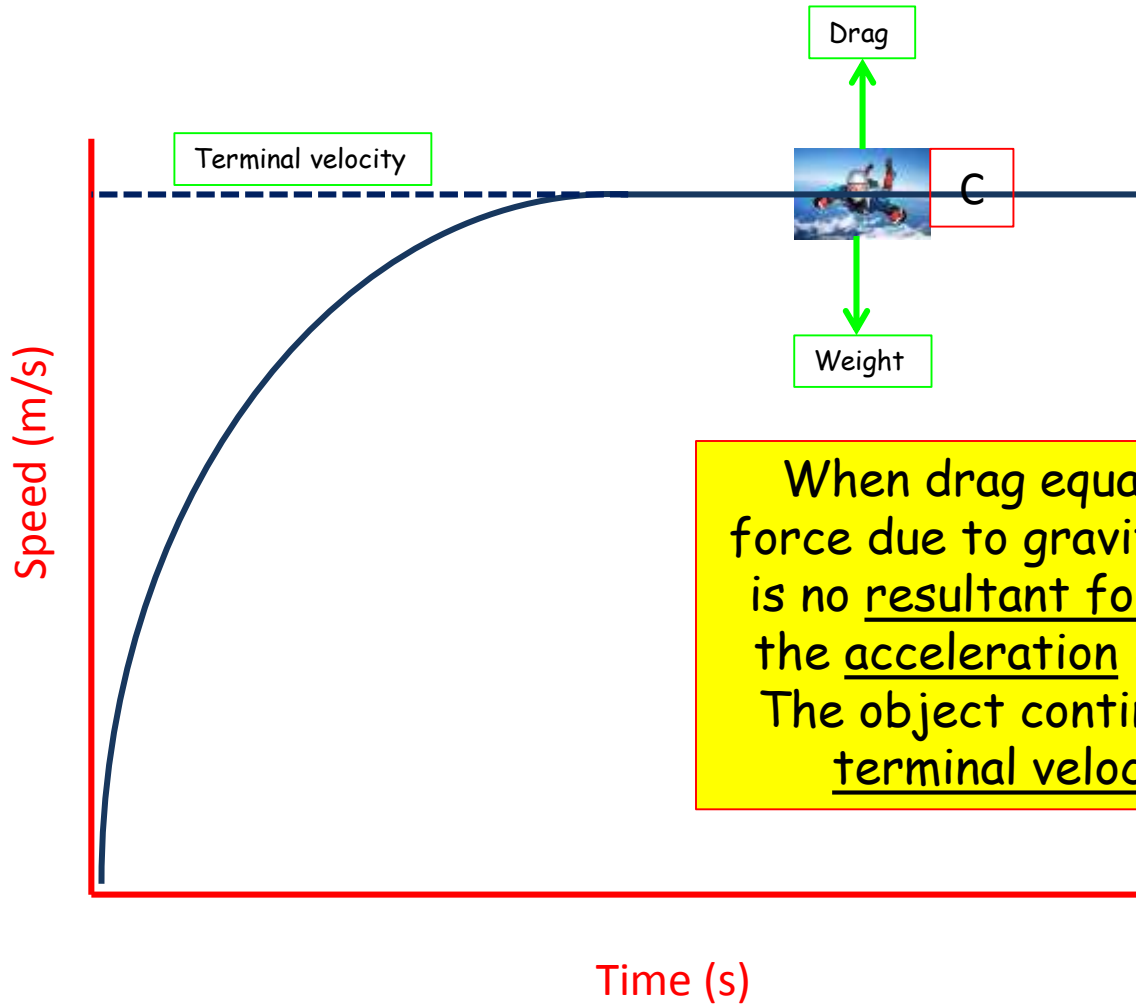 Drag
Terminal velocity
C
Weight
Speed (m/s)
When drag equa
force due to gravit
is no resultant fo
the acceleration
The object conti
terminal veloc
Time (s)